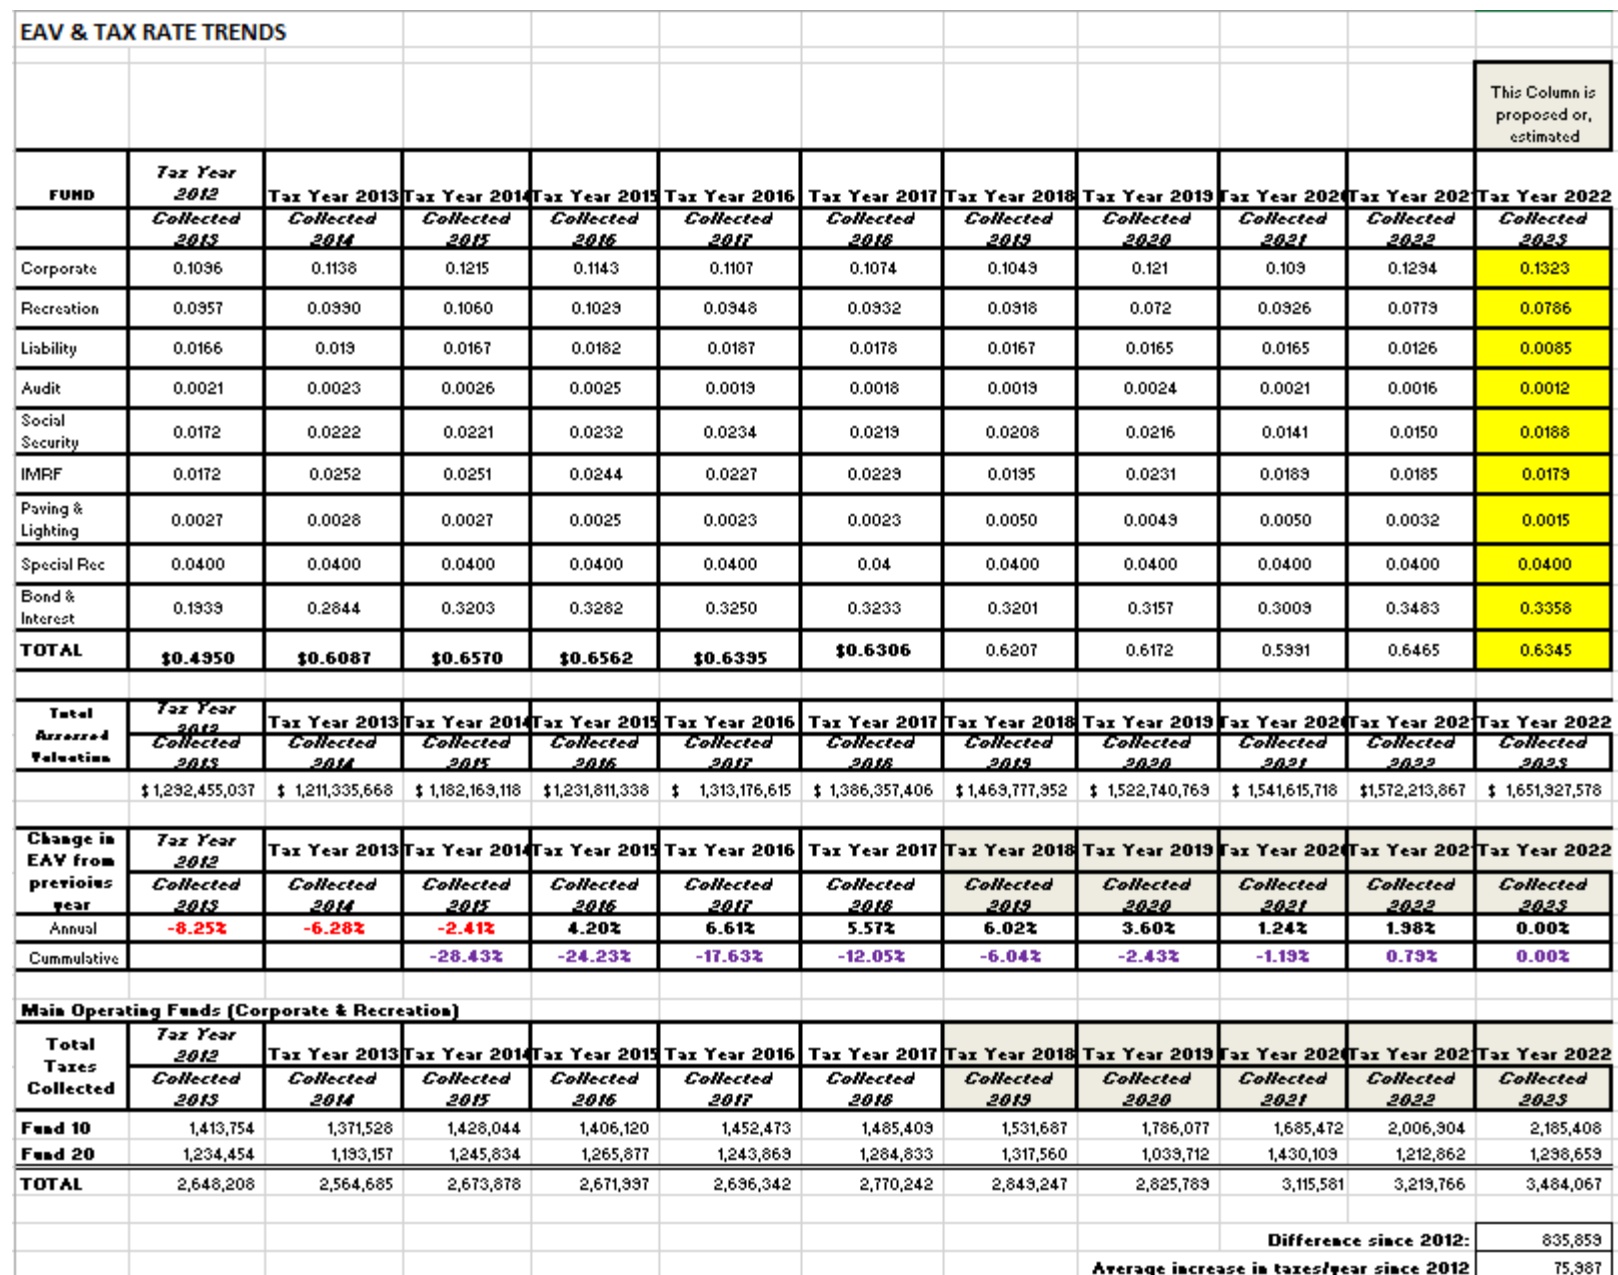 EAV & TAX RATE TRENDS
This Column is
proposed or,
estimated
FUND Tax Year 2012 Tax Year 2013 Tax Year 2014 Tax Year 2015 Tax Year 2016 Tax Year 2017 Tax Year 2018 Tax Year 2019 Tax Year 202 Tax Year 202 Tax Year 2022
Collected 2013 Collected 2014 Collected 2015 Collected 2016 Collected 2017 Collected 2018 Collected 2019 Collected 2020 Collected 2021 Collected 2022 Collected 2023
Corporate 0.1096 0.1138 0.1215 0.1143 0.1107 0.1074 0.1049 0.121 0.109 0.1294 0.1323
Recreation 0.0957 0.0990 0.1060 0.1029 0.0948 0.0932 0.0918 0.072 0.0926 0.0779 0.0786
Liability 0.0166 0.019 0.0167 0.0182 0.0187 0.0178 0.0167 0.0165 0.0165 0.0126 0.0085
Audit 0.0021 0.0023 0.0026 0.0025 0.0019 0.0018 0.0019 0.0024 0.0021 0.0016 0.0012
Social Security 0.0172 0.0222 0.0221 0.0232 0.0234 0.0219 0.0208 0.0216 0.0141 0.0150 0.0188
IMRF 0.0172 0.0252 0.0251 0.0244 0.0227 0.0229 0.0195 0.0231 0.0189 0.0185 0.0179
Paving & Lighting 0.0027 0.0028 0.0027 0.0025 0.0023 0.0023 0.0050 0.0049 0.0050 0.0032 0.0015
Special Rec 0.0400 0.0400 0.0400 0.0400 0.0400 0.04 0.0400 0.0400 0.0400 0.0400 0.0400
Bond & Interest 0.1939 0.2844 0.3203 0.3282 0.3250 0.3233 0.3201 0.3157 0.3009 0.3483 0.3358
TOTAL $0.4950 $0.6087 $0.6570 $0.6562 $0.6395 $0.6306 0.6207 0.6172 0.5991 0.6465 0.6345
Total Assessed Valuation Tax Year 2012 Tax Year 2013 Tax Year 2014 Tax Year 2015 Tax Year 2016 Tax Year 2017 Tax Year 2018 Tax Year 2019 Tax Year 202 Tax Year 202 Tax Year 2022
Collected 2013 Collected 2014 Collected 2015 Collected 2016 Collected 2017 Collected 2018 Collected 2019 Collected 2020 Collected 2021 Collected 2022 Collected 2023
$1,292,455,037 $ 1,211,335,668 $ 1,182,169,118 $1,231,811,338 $ 1,313,176,615 $ 1,386,357,406 $1,469,777,952 $ 1,522,740,769 $ 1,541,615,718 $1,572,213,867 $ 1,651,927,578
Change in EAV from previoius year Tax Year 2012 Tax Year 2013 Tax Year 2014 Tax Year 2015 Tax Year 2016 Tax Year 2017 Tax Year 2018 Tax Year 2019 Tax Year 202 Tax Year 202 Tax Year 2022
Collected 2013 Collected 2014 Collected 2015 Collected 2016 Collected 2017 Collected 2018 Collected 2019 Collected 2020 Collected 2021 Collected 2022 Collected 2023
Annual -8.25% -6.28% -2.41% 4.20% 6.61% 5.57% 6.02% 3.60% 1.24% 1.98% 0.00%
Cummulative -28.43% -24.23% -17.63% -12.05% -6.04% -2.43% -1.19% 0.79% 0.00%
Main Operating Funds (Corporate & Recreation)
Total Taxes Collected Tax Year 2012 Tax Year 2013 Tax Year 2014 Tax Year 2015 Tax Year 2016 Tax Year 2017 Tax Year 2018 Tax Year 2019 Tax Year 202 Tax Year 202 Tax Year 2022
Collected 2013 Collected 2014 Collected 2015 Collected 2016 Collected 2017 Collected 2018 Collected 2019 Collected 2020 Collected 2021 Collected 2022 Collected 2023
Fund 10 1,413,754 1,371,528 1,428,044 1,406,120 1,452,473 1,485,409 1,531,687 1,786,077 1,685,472 2,006,904 2,185,408
Fund 20 1,234,454 1,193,157 1,245,834 1,265,877 1,243,869 1,284,833 1,317,560 1,039,712 1,430,109 1,212,862 1,298,659
TOTAL 2,648,208 2,564,685 2,673,878 2,671,997 2,696,342 2,770,242 2,849,247 2,825,789 3,115,581 3,219,766 3,484,067
Difference since 2012: 835,859
Average increase in taxes/year since 2012 75,987